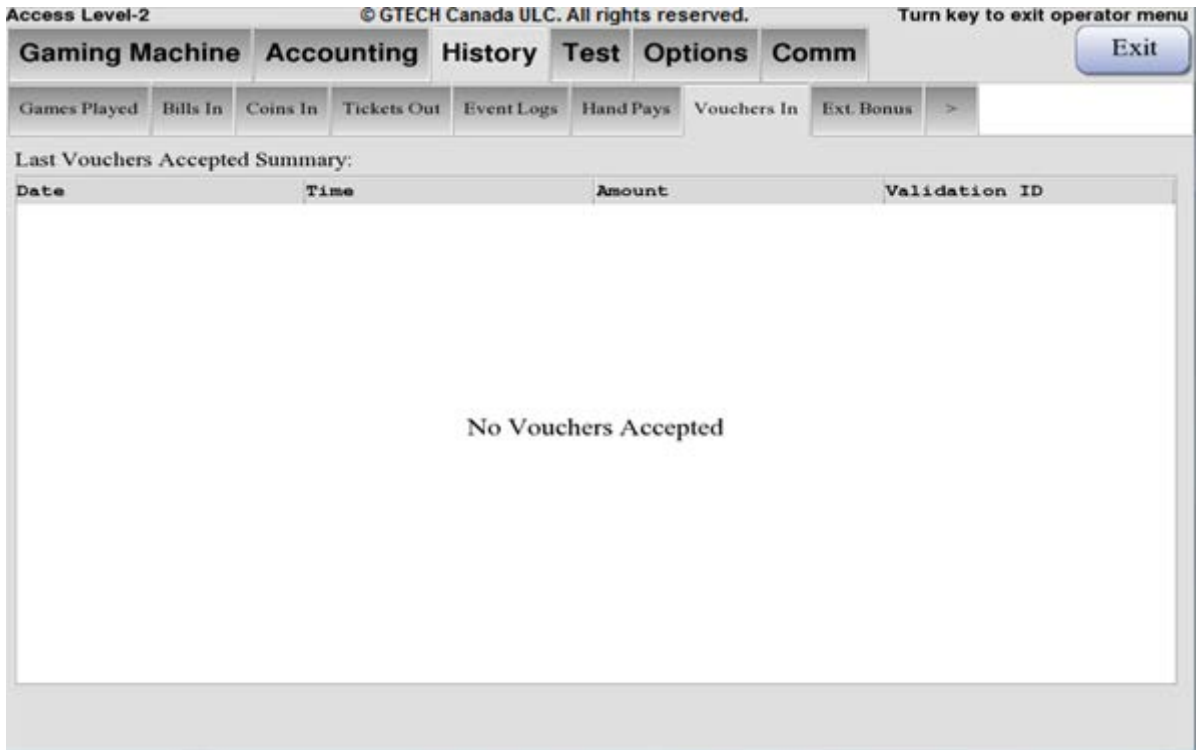 Access Level-2 © GTECH Canada ULC. All rights reserved. Turn key to exit operator menu
Gaming Machine Accounting History Test Options Comm Exit
Games Played Bills In Coins In Tickets Out Event Logs Hand Pays Vouchers In Ext. Bonus >
Last Vouchers Accepted Summary:
Date Time Amount Validation ID
No Vouchers Accepted